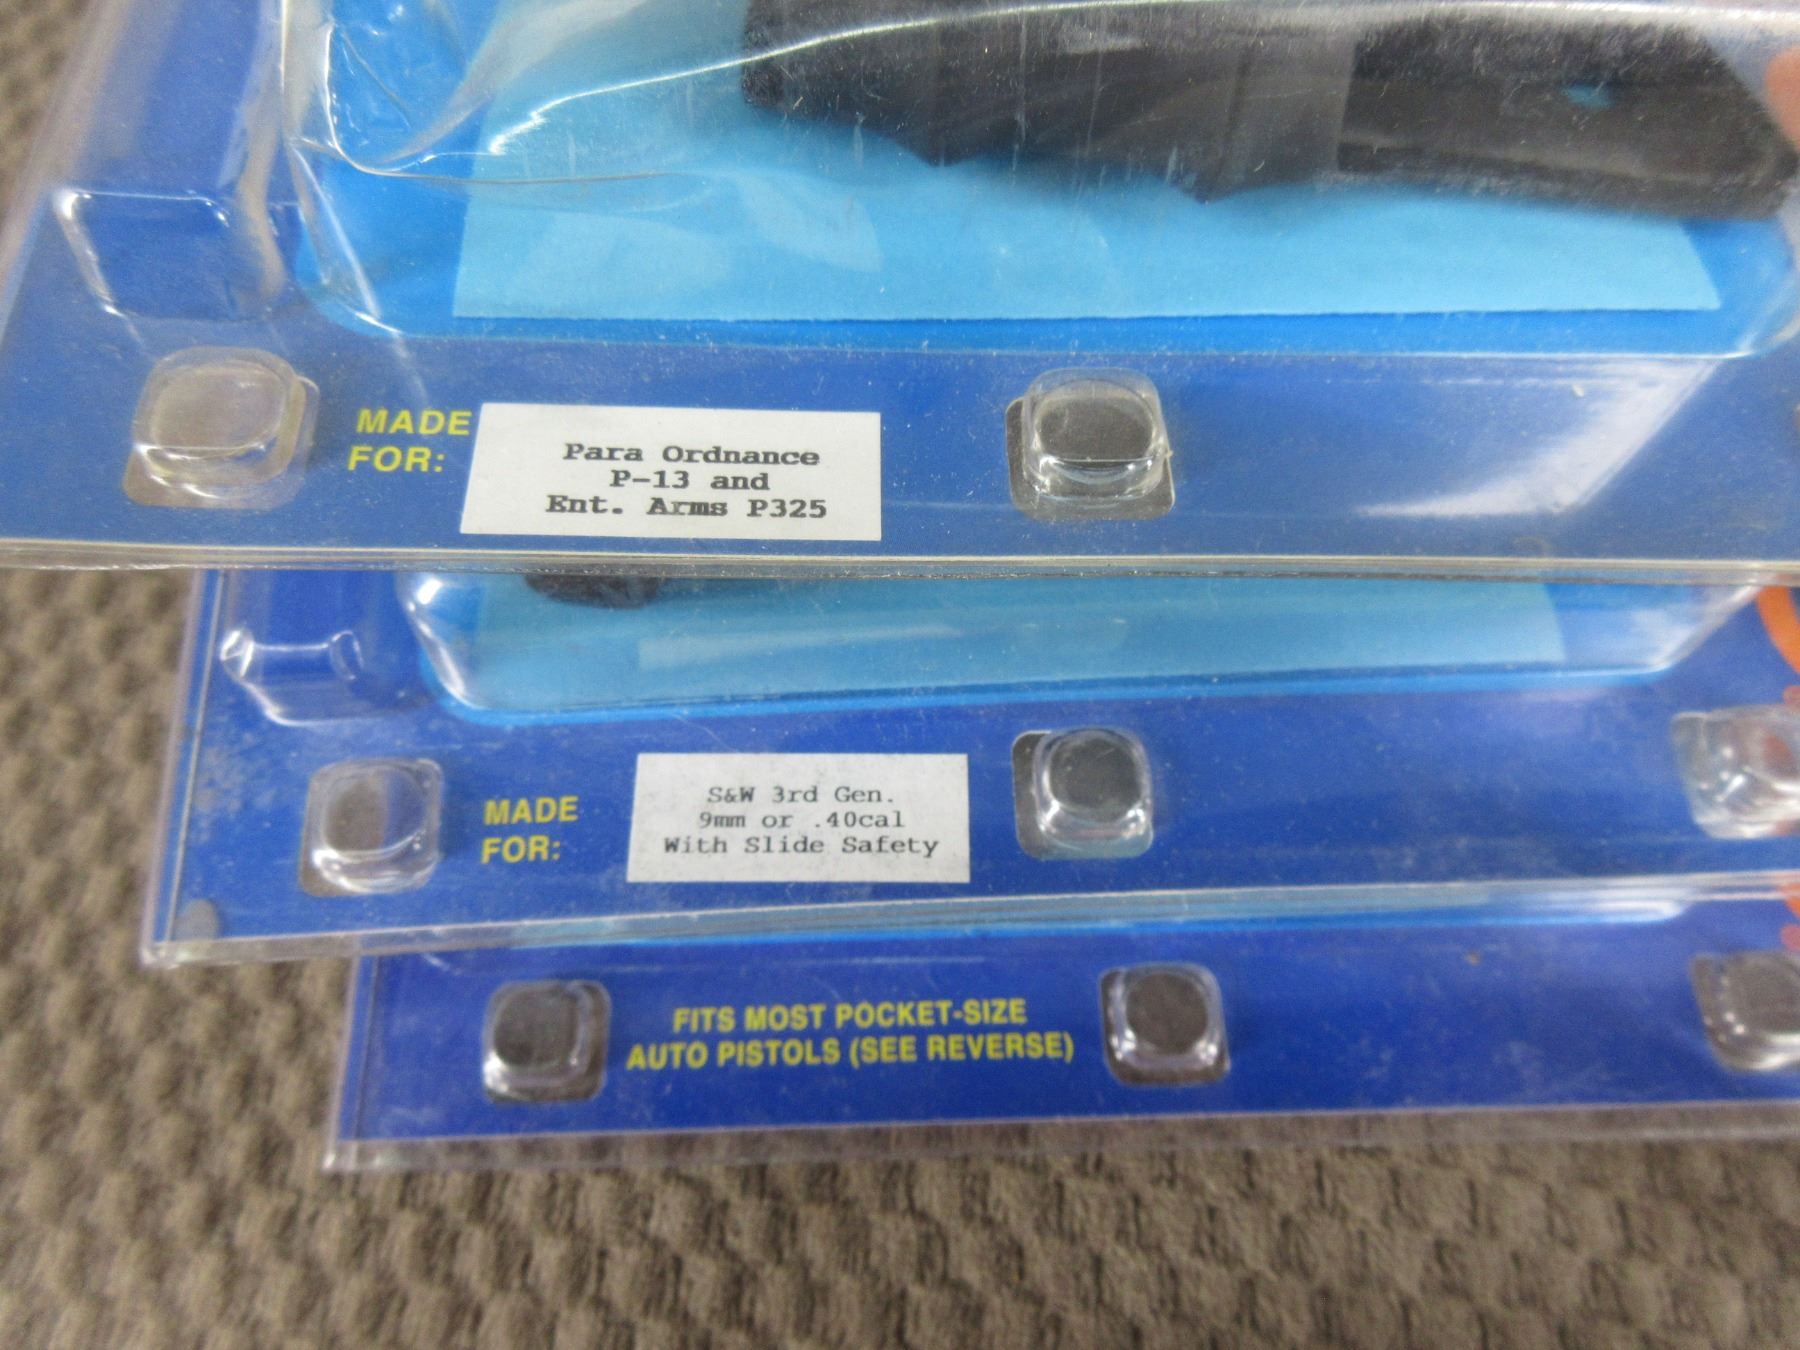 MADE
FOR:
Para Ordnance
P-13 and
Ent. Arms P325
MADE
FOR:
S&W 3rd Gen.
9mm or .40cal
With Slide Safety
FITS MOST POCKET-SIZE
AUTO PISTOLS (SEE REVERSE)